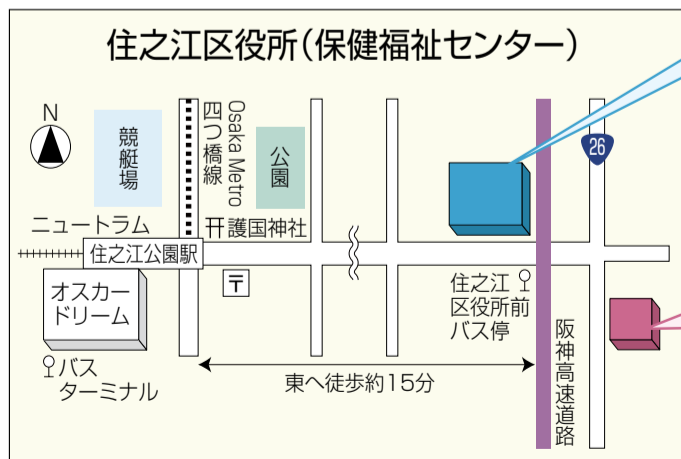 住之江区役所(保健福祉センター)
N
競艇場
Osaka Metro
四つ橋線
公園
26
ニュートラム
护国神社
住之江公園駅
〒
オスカー
ドリーム
住之江
区役所前
バス停
バス
ターミナル
東へ徒歩約15分
阪神高速道路